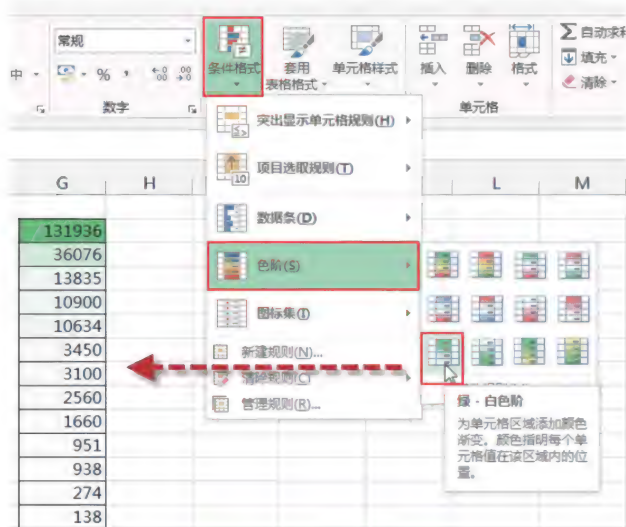 常规
条件格式
套用
表格格式
单元格样式
插入
删除
格式
自动求和
填充
清除
中
%
数字
单元格
突出显示单元格规则(H)
项目选取规则(T)
数据条(D)
色阶(S)
图标集(I)
新建规则(N)...
清除规则(C)
管理规则(R)...
绿 - 白色阶
为单元格区域添加颜色
渐变。颜色指明每个单
元格值在该区域内的位
置。
G H L M
131936
36076
13835
10900
10634
3450
3100
2560
1660
951
938
274
138